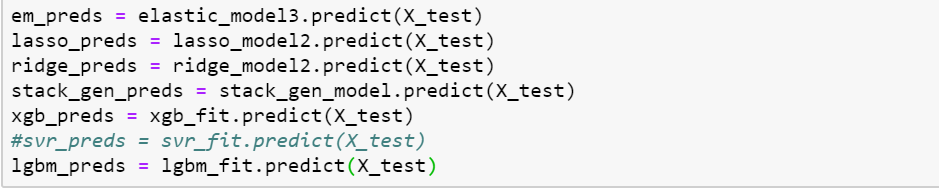 em_preds = elastic_model3.predict(X_test)
lasso_preds = lasso_model2.predict(X_test)
ridge_preds = ridge_model2.predict(X_test)
stack_gen_preds = stack_gen_model.predict(X_test)
xgb_preds = xgb_fit.predict(X_test)
#svr_preds = svr_fit.predict(X_test)
lgbm_preds = lgbm_fit.predict(X_test)